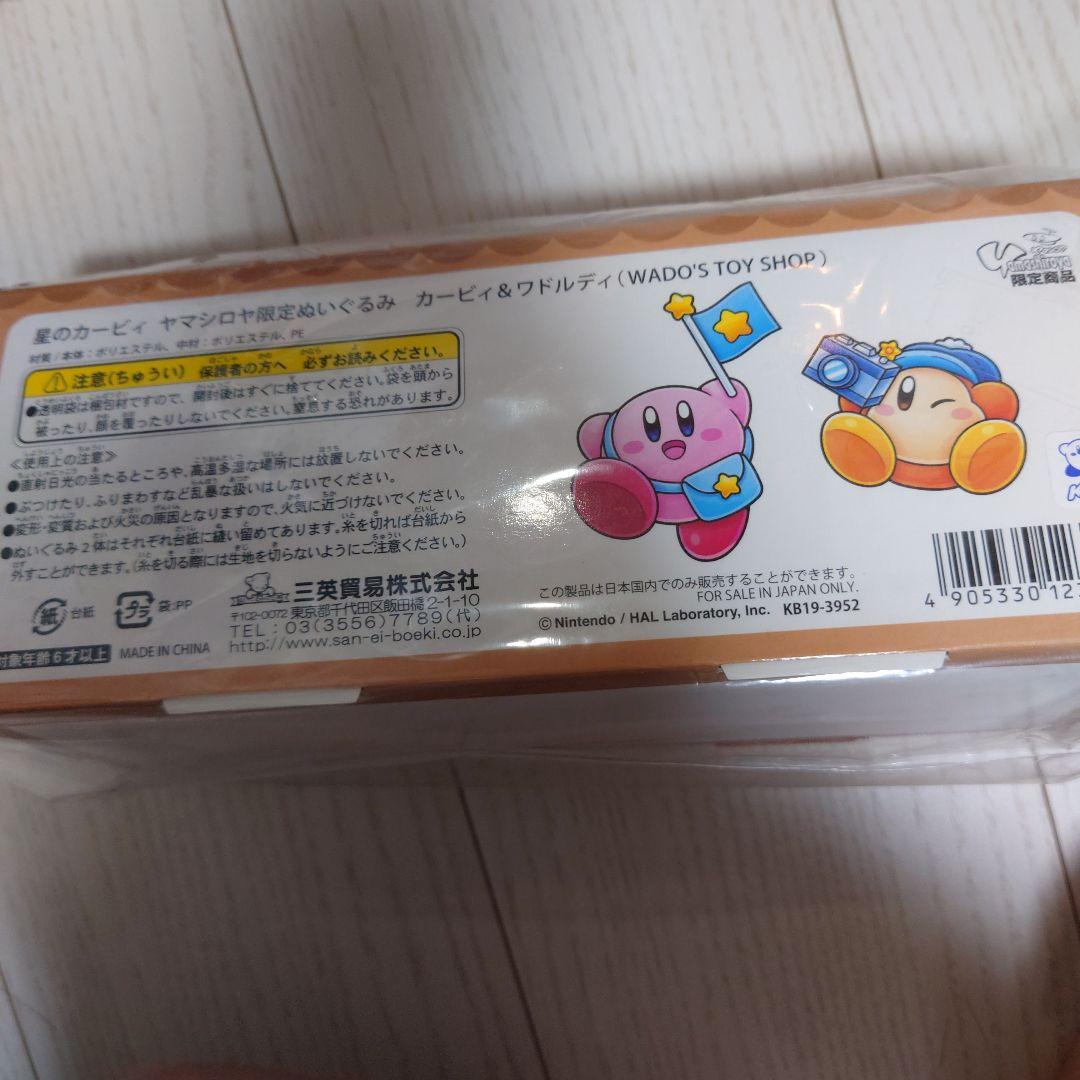 星のカービィ ヤマシロヤ限定ぬいぐるみ カービィ&ワドルディ(WADO'S TOY SHOP)
材質/本体:ポリエステル、中材:ポリエステル、PE
注意(ちゅうい) 保護者の方へ 必ずお読みください。
●透明袋は梱包材ですので、開封後はすぐに捨ててください。袋を頭から
被ったり、顔を覆ったりしないでください。窒息する恐れがあります。
≪使用上の注意≫
●直射日光の当たるところや、高温多湿な場所には放置しないでください。
●ぶつけたり、ふりまわすなど乱暴な扱いはしないでください。
●変形・変質および火災の原因となりますので、火気に近づけないでください。
●ぬいぐるみ2体はそれぞれ台紙に縫い留めてあります。糸を切れば台紙から
外すことができます。(糸を切る際には生地を切らないようにご注意ください。)
紙 台紙
プラ 袋:PP
三英貿易株式会社
〒102-0072 東京都千代田区飯田橋2-1-10
TEL:03(3556)7789(代)
http://www.san-ei-boeki.co.jp
対象年齢6才以上
MADE IN CHINA
Yamashiroya
限定商品
この製品は日本国内でのみ販売することができます。
FOR SALE IN JAPAN ONLY.
©Nintendo / HAL Laboratory, Inc. KB19-3952
4 905330 123